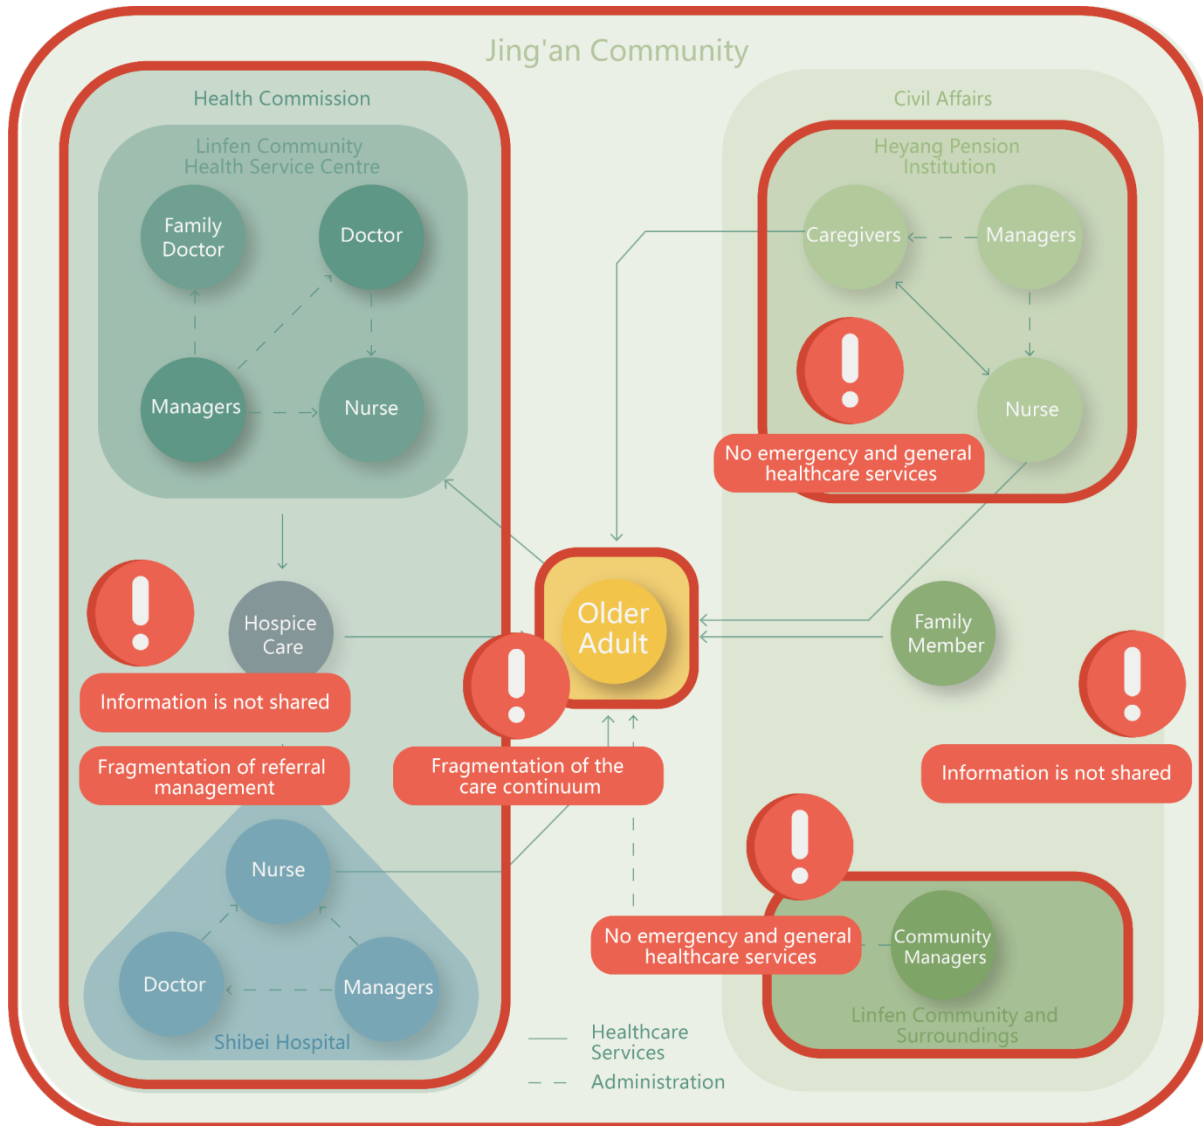 Jing'an Community
Health Commission
Linfen Community
Health Service Centre
Family
Doctor
Doctor
Managers
Nurse
Hospice
Care
Information is not shared
Fragmentation of referral
management
Nurse
Doctor
Managers
Shibei Hospital
Older
Adult
Fragmentation of the
care continuum
Civil Affairs
Heyang Pension
Institution
Caregivers
Managers
Nurse
No emergency and general
healthcare services
Family
Member
Information is not shared
No emergency and general
healthcare services
Community
Managers
Linfen Community and
Surroundings
Healthcare
Services
Administration